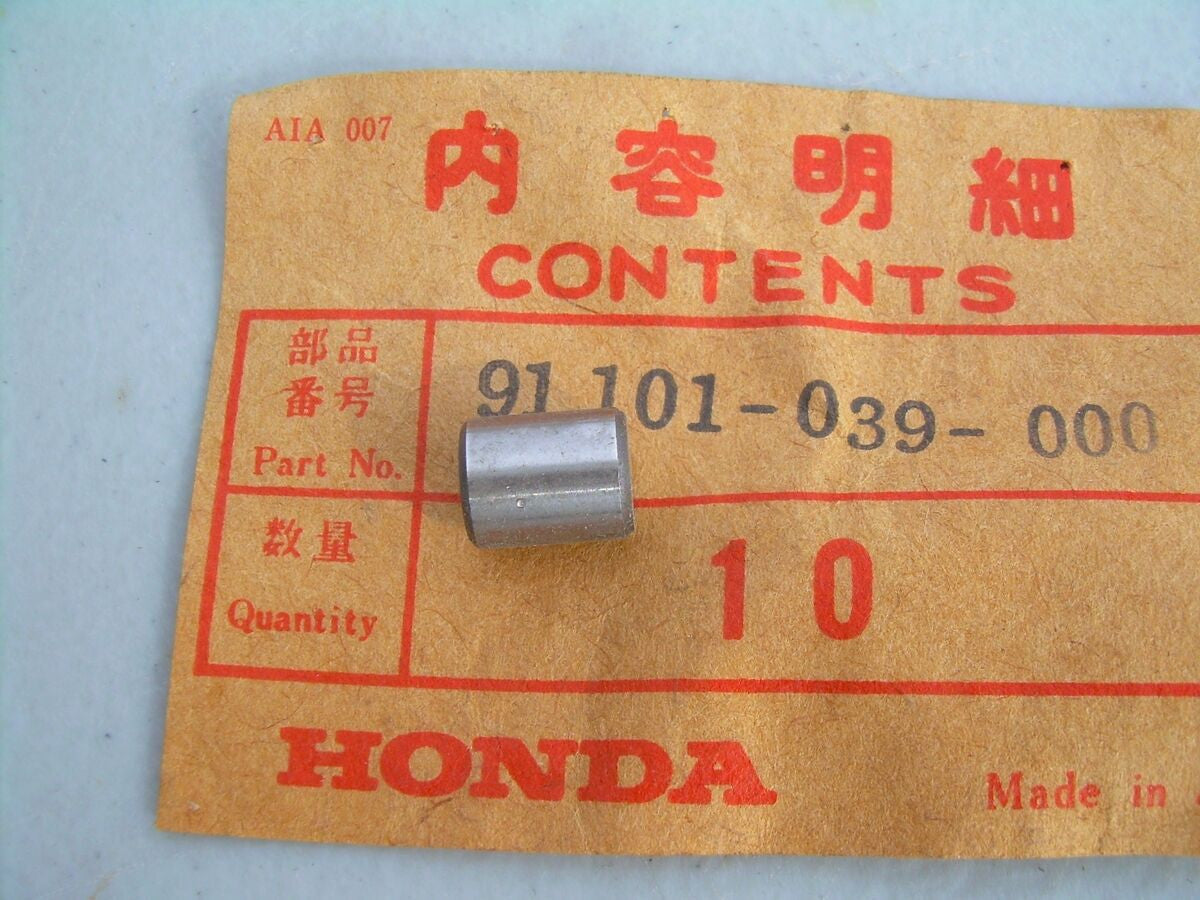 AIA 007
内容明細
CONTENTS
部品
番号
Part No.
91101-039-000
数量
Quantity
10
HONDA
Made in